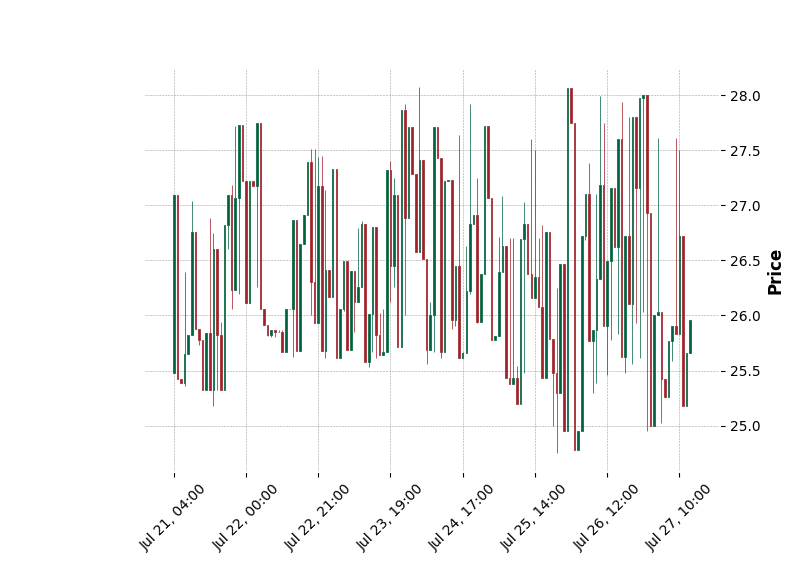 28.0
27.5
27.0
26.5
26.0
25.5
25.0
Price
Jul 21, 04:00
Jul 22, 00:00
Jul 22, 21:00
Jul 23, 19:00
Jul 24, 17:00
Jul 25, 14:00
Jul 26, 12:00
Jul 27, 10:00